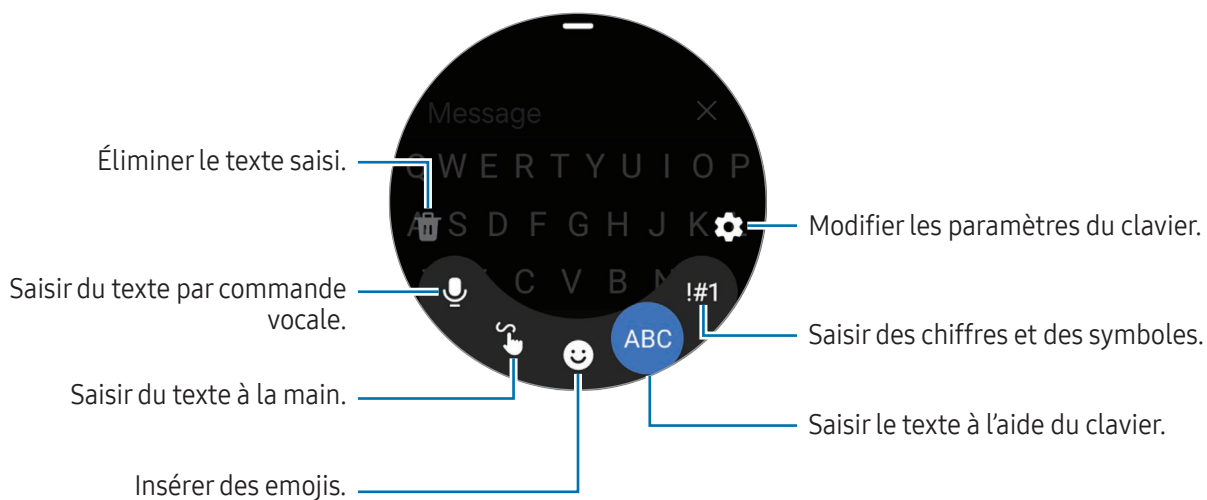 Message
Q W E R T Y U I O P
Éliminer le texte saisi.
A S D F G H J K
Modifier les paramètres du clavier.
Saisir du texte par commande
vocale.
C V B N
!#1
ABC
Saisir des chiffres et des symboles.
Saisir du texte à la main.
Saisir le texte à l’aide du clavier.
Insérer des emojis.